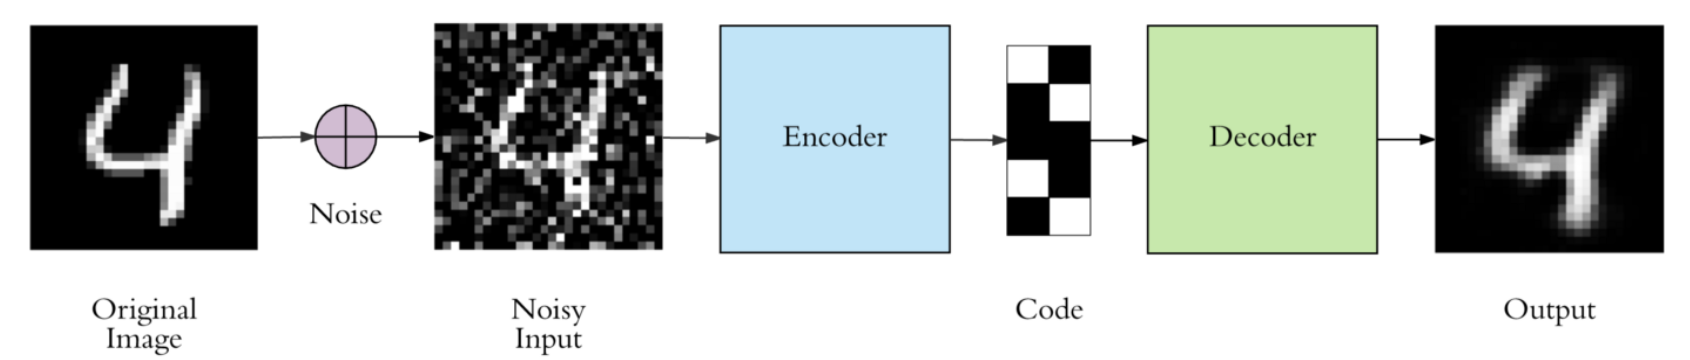 Encoder
Decoder
Noise
Original
Image
Noisy
Input
Code
Output